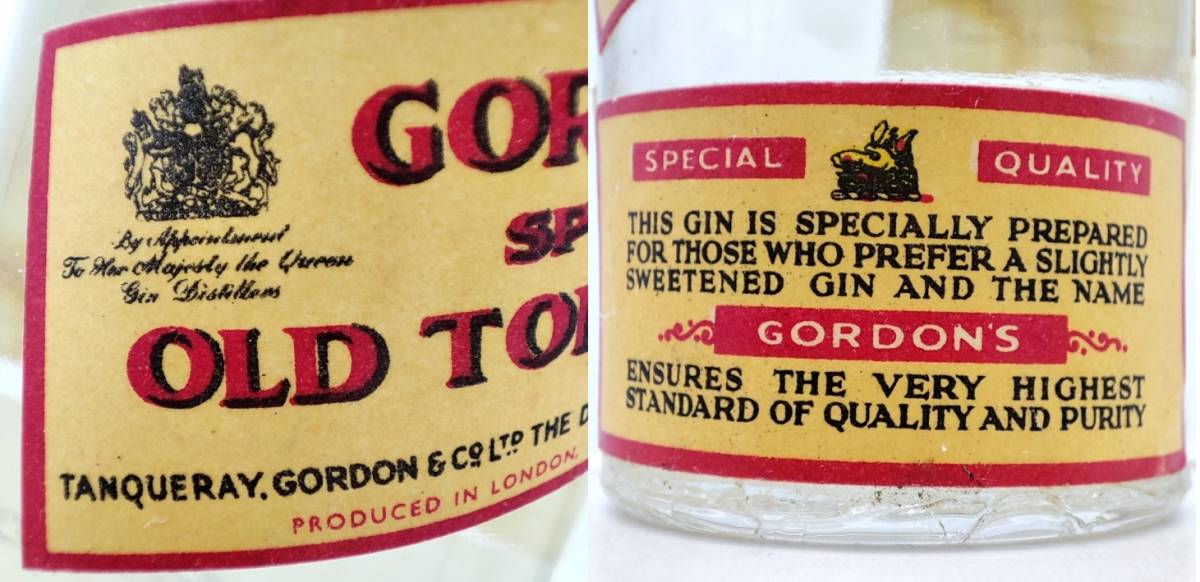 GOR
By Appointment
To Her Majesty the Queen
Gin Distillers
SP
OLD TO
TANQUERAY, GORDON & Co LTD THE
PRODUCED IN LONDON,
SPECIAL QUALITY
THIS GIN IS SPECIALLY PREPARED
FOR THOSE WHO PREFER A SLIGHTLY
SWEETENED GIN AND THE NAME
GORDON'S
ENSURES THE VERY HIGHEST
STANDARD OF QUALITY AND PURITY